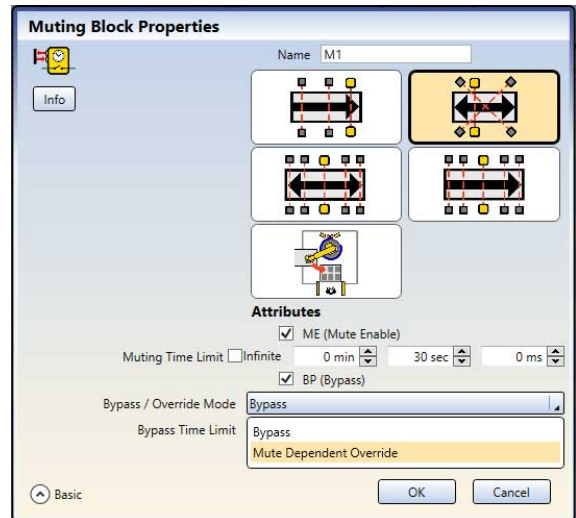 Muting Block Properties
Name M1
Info
Attributes
ME (Mute Enable)
Muting Time Limit Infinite 0 min 30 sec 0 ms
BP (Bypass)
Bypass / Override Mode Bypass
Bypass Time Limit Bypass
Mute Dependent Override
Basic OK Cancel